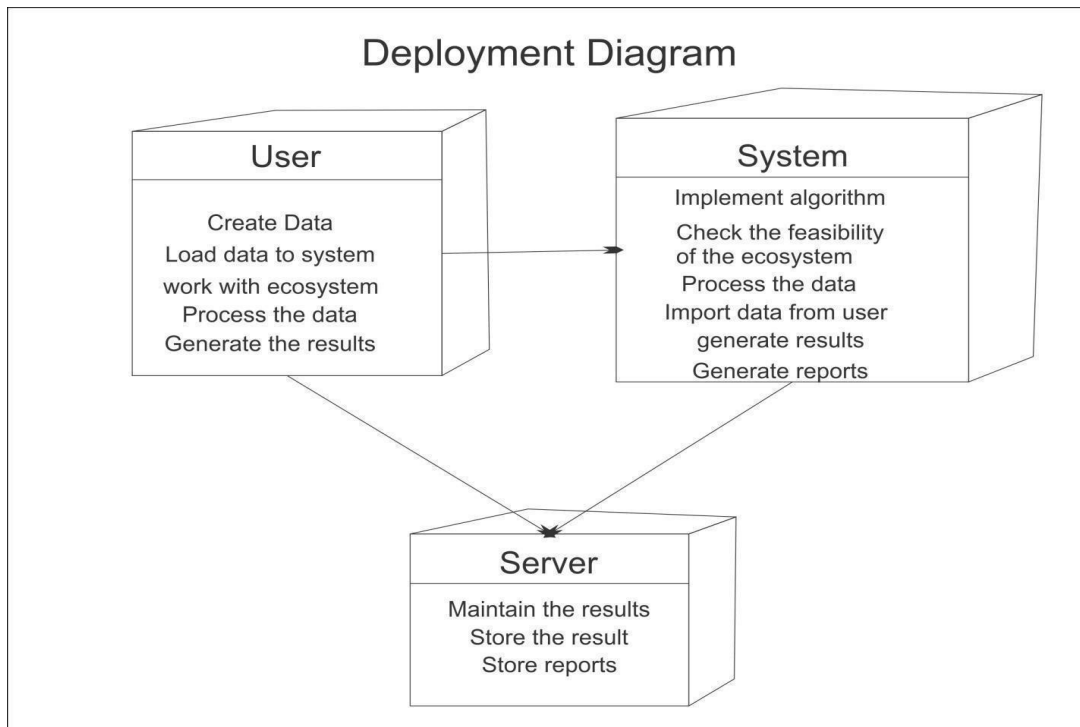 Deployment Diagram
User
Create Data
Load data to system
work with ecosystem
Process the data
Generate the results
System
Implement algorithm
Check the feasibility
of the ecosystem
Process the data
Import data from user
generate results
Generate reports
Server
Maintain the results
Store the result
Store reports